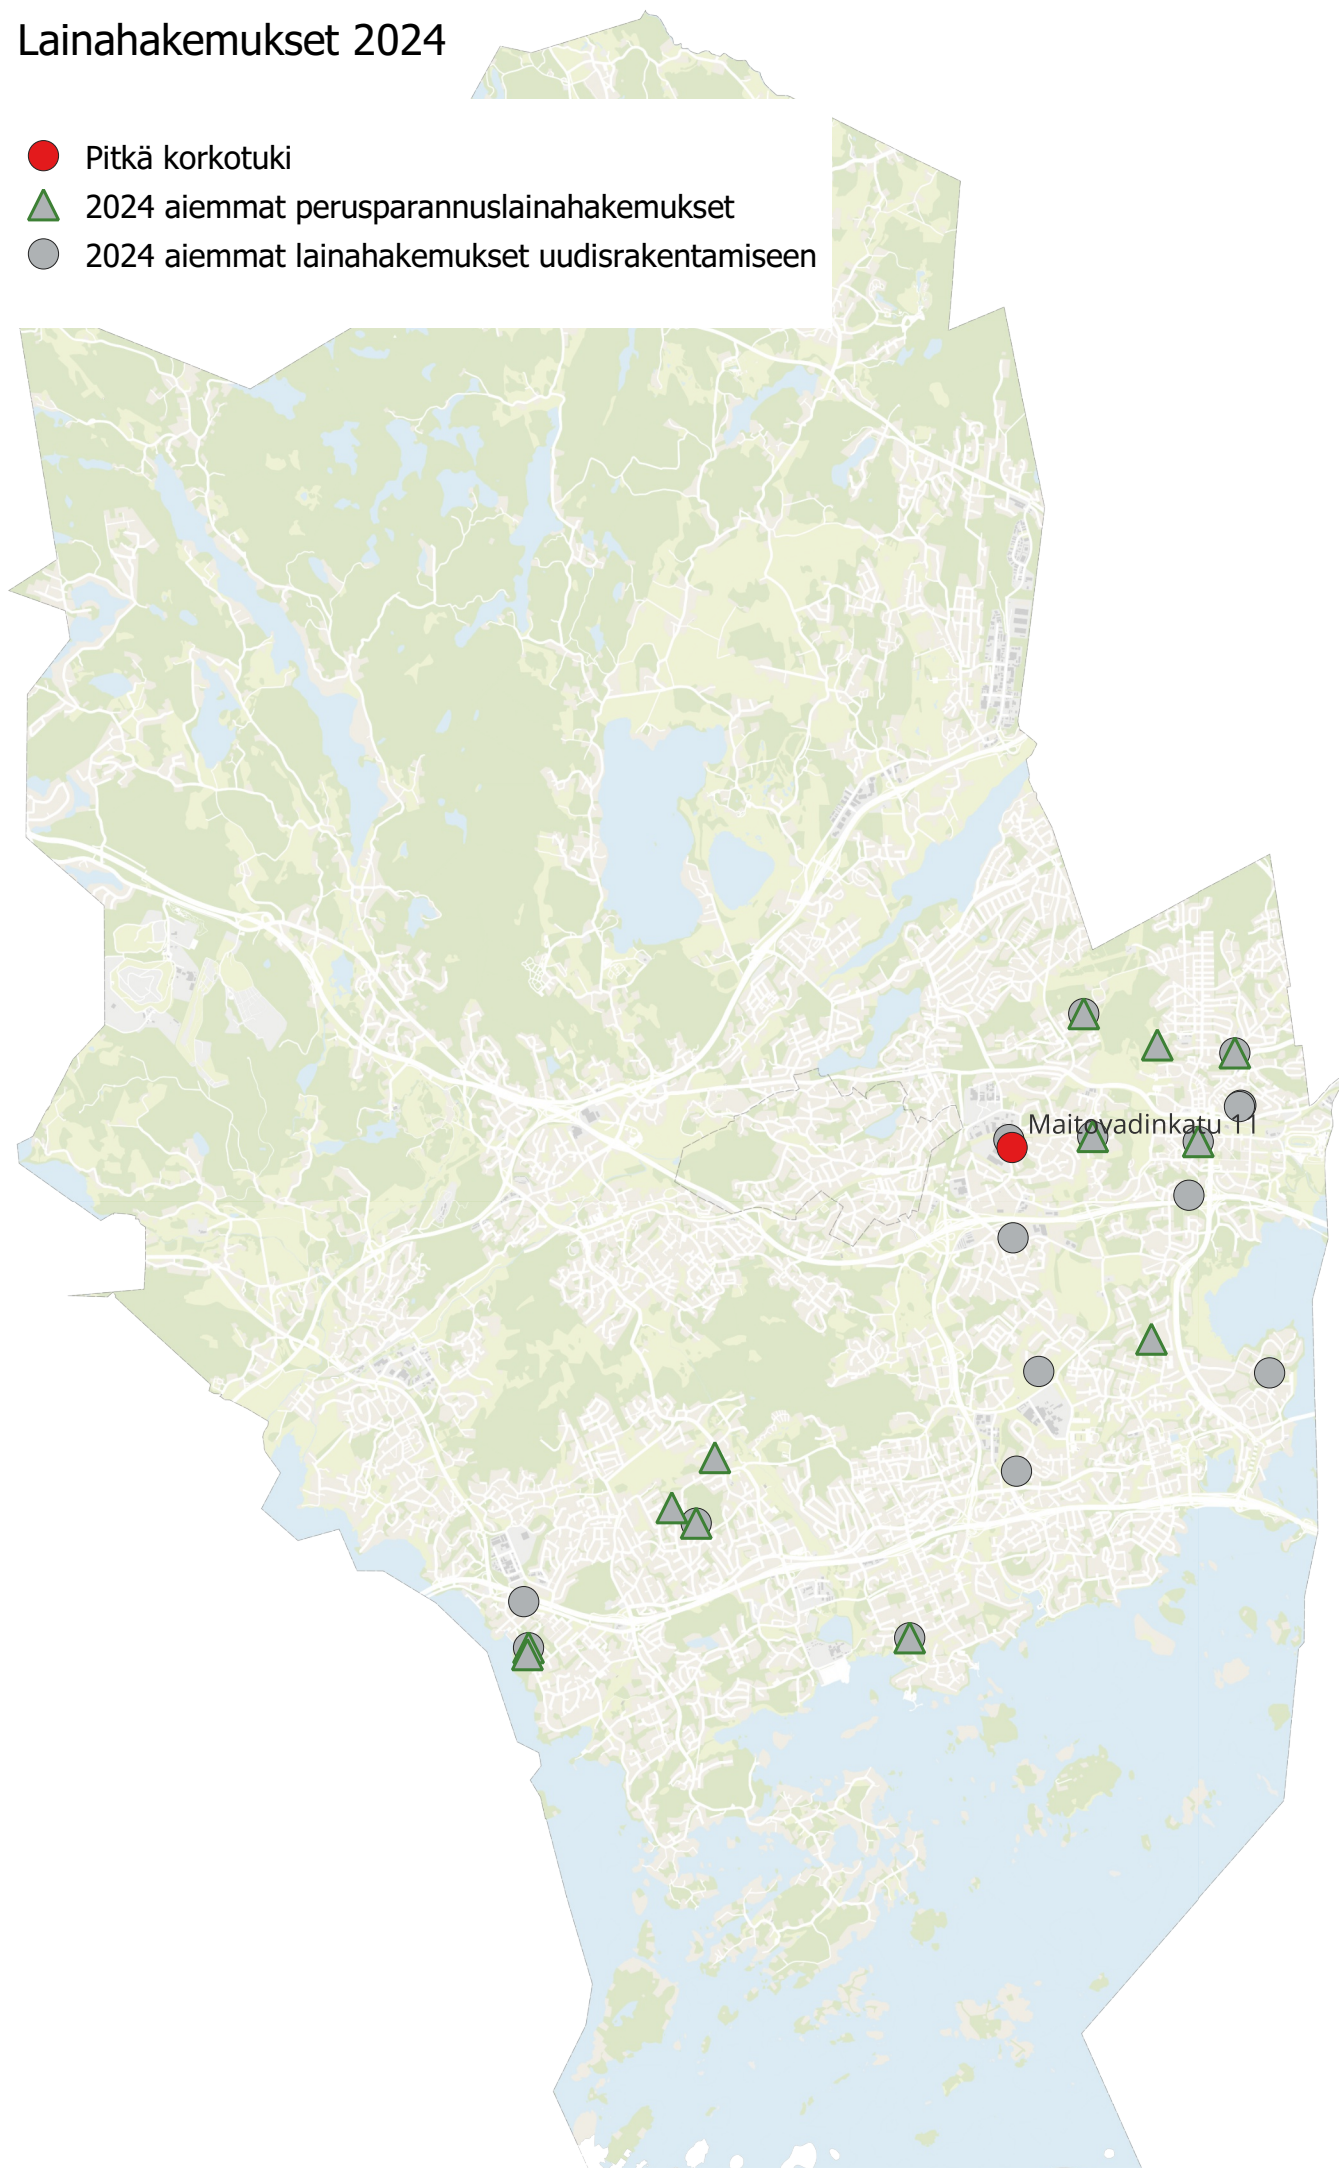 Lainahakemukset 2024
Pitkä korkotuki
2024 aiemmat perusparannuslainahakemukset
2024 aiemmat lainahakemukset uudisrakentamiseen
Maitovadinkatu 11